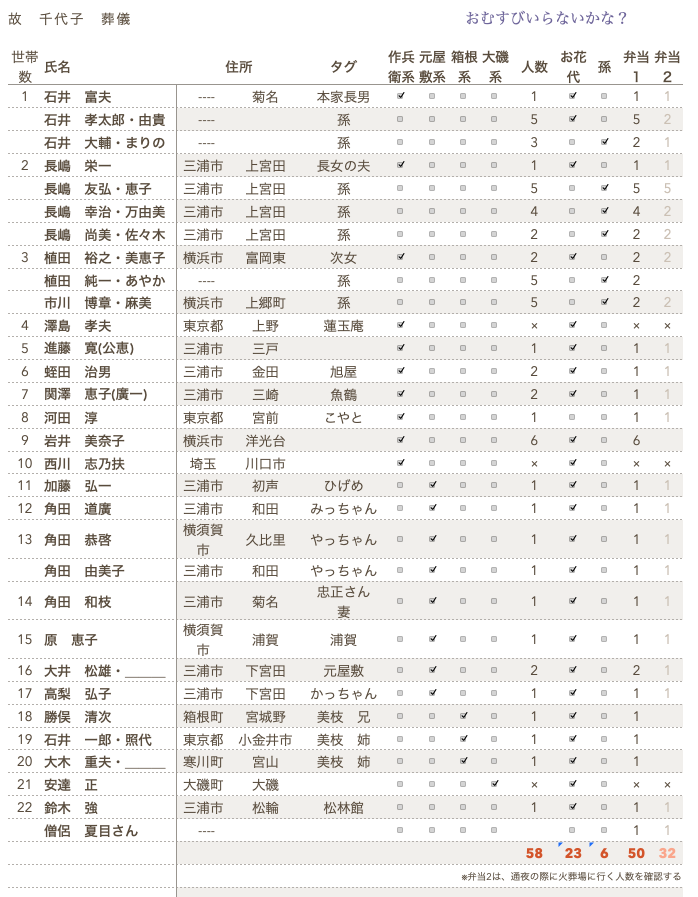 故　千代子　葬儀
おむすびいらないかな？
世帯数 氏名 住所 タグ 作兵衛系 元屋敷系 箱根系 大磯系 人数 お花代 孫 弁当1 弁当2
1 石井　富夫 ---- 菊名 本家長男 1 1 1
石井　孝太郎・由貴 ---- 孫 5 5 2
石井　大輔・まりの ---- 孫 3 2 1
2 長嶋　栄一 三浦市 上宮田 長女の夫 1 1 1
長嶋　友弘・恵子 三浦市 上宮田 孫 5 5 5
長嶋　幸治・万由美 三浦市 上宮田 孫 4 4 2
長嶋　尚美・佐々木 三浦市 上宮田 孫 2 2 2
3 植田　裕之・美恵子 横浜市 富岡東 次女 2 2 2
植田　純一・あやか ---- 孫 5 2
市川　博章・麻美 横浜市 上郷町 孫 5 2 2
4 澤島　孝夫 東京都 上野 蓮玉庵 × × ×
5 進藤　寛(公恵) 三浦市 三戸 1 1 1
6 蛭田　治男 三浦市 金田 旭屋 2 1 1
7 関澤　恵子(廣一) 三浦市 三崎 魚鶴 2 1 1
8 河田　淳 東京都 宮前 こやと 1 1 1
9 岩井　美奈子 横浜市 洋光台 6 6
10 西川　志乃扶 埼玉 川口市 × × ×
11 加藤　弘一 三浦市 初声 ひげめ 1 1 1
12 角田　道廣 三浦市 和田 みっちゃん 1 1 1
13 角田　恭啓 横須賀市 久比里 やっちゃん 1 1 1
角田　由美子 三浦市 和田 やっちゃん 1 1 1
14 角田　和枝 三浦市 菊名 忠正さん妻 1 1 1
15 原　恵子 横須賀市 浦賀 浦賀 1 1 1
16 大井　松雄・______ 三浦市 下宮田 元屋敷 2 2 1
17 高梨　弘子 三浦市 下宮田 かっちゃん 1 1 1
18 勝俣　清次 箱根町 宮城野 美枝　兄 1 1
19 石井　一郎・照代 東京都 小金井市 美枝　姉 1 1
20 大木　重夫・______ 寒川町 宮山 美枝　姉 1 1
21 安達　正 大磯町 大磯 × × ×
22 鈴木　強 三浦市 松輪 松林館 1 1 1
僧侶　夏目さん ---- 1 1
58 23 6 50 32
※弁当2は、通夜の際に火葬場に行く人数を確認する